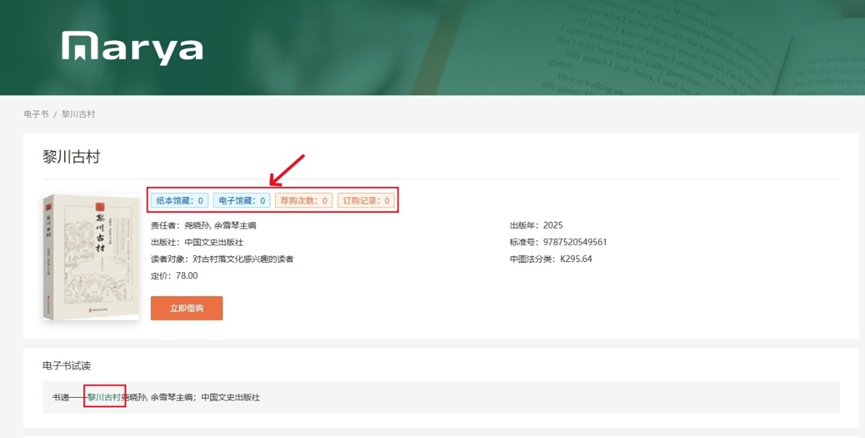 Marya
电子书 / 黎川古村
黎川古村
纸本馆藏：0 电子馆藏：0 荐购次数：0 订购记录：0
责任者：尧晓孙, 余雪琴主编
出版年：2025
出版社：中国文史出版社
标准号：9787520549561
读者对象：对古村落文化感兴趣的读者
中图法分类：K295.64
定价：78.00
立即借购
黎川古村
电子书试读
书递——黎川古村尧晓孙, 余雪琴主编；中国文史出版社